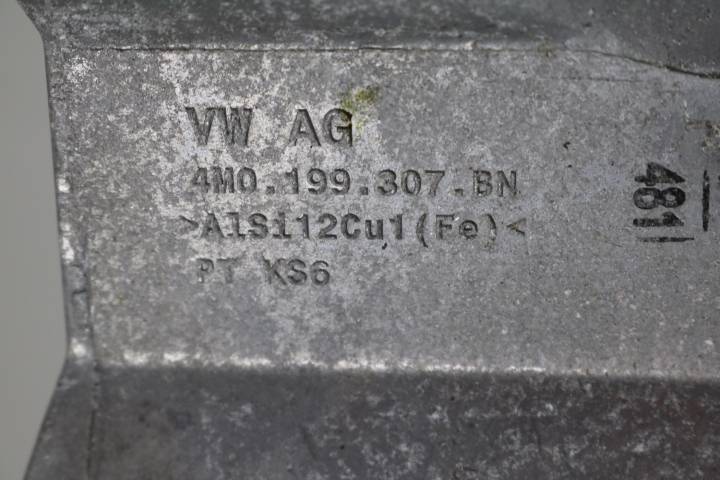 VW AG
4M0.199.307.BN
>AlSi12Cu1(Fe)<
PT KS6
481